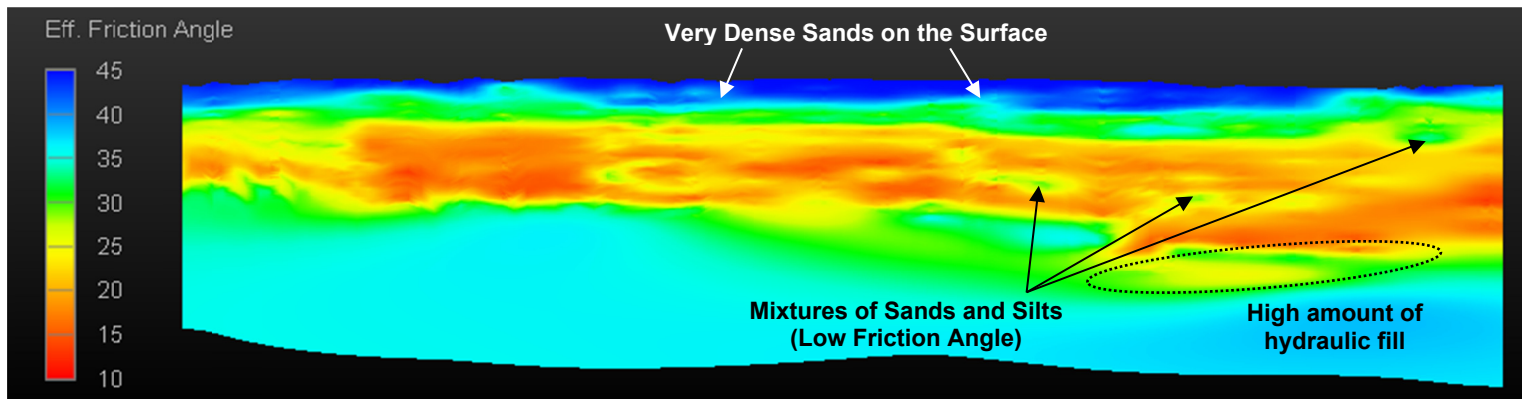 Eff. Friction Angle
Very Dense Sands on the Surface
45
40
35
30
25
20
15
10
Mixtures of Sands and Silts
(Low Friction Angle)
High amount of
hydraulic fill